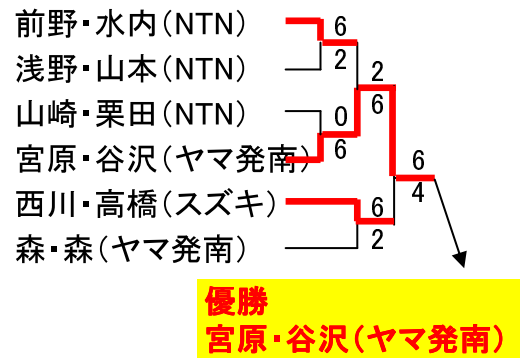 前野・水内(NTN)
6
浅野・山本(NTN)
2
2
山崎・栗田(NTN)
0
6
宮原・谷沢(ヤマ発南)
6
6
西川・高橋(スズキ)
6
4
森・森(ヤマ発南)
2
優勝
宮原・谷沢(ヤマ発南)